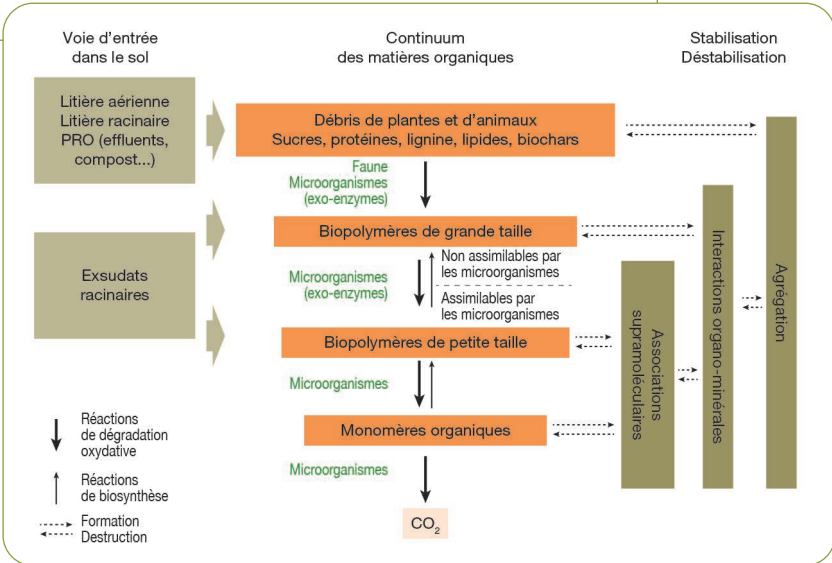 Voie d'entrée
dans le sol
Continuum
des matières organiques
Stabilisation
Déstabilisation
Litière aérienne
Litière racinaire
PRO (effluents,
compost...)
Débris de plantes et d'animaux
Sucres, protéines, lignine, lipides, biochars
Faune
Microorganismes
(exo-enzymes)
Biopolymères de grande taille
Exsudats
racinaires
Microorganismes
(exo-enzymes)
Non assimilables par
les microorganismes
Assimilables par
les microorganismes
Biopolymères de petite taille
Microorganismes
Monomères organiques
Microorganismes
CO₂
Associations
supramoléculaires
Interactions organo-minérales
Agrégation
Réactions
de dégradation
oxydative
Réactions
de biosynthèse
Formation
Destruction